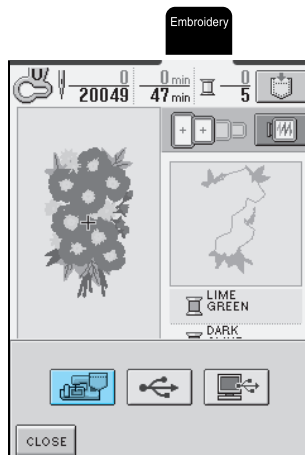 Embroidery
U
0 0 min 0
20049 47 min 5
LIME
GREEN
DARK
CLOSE